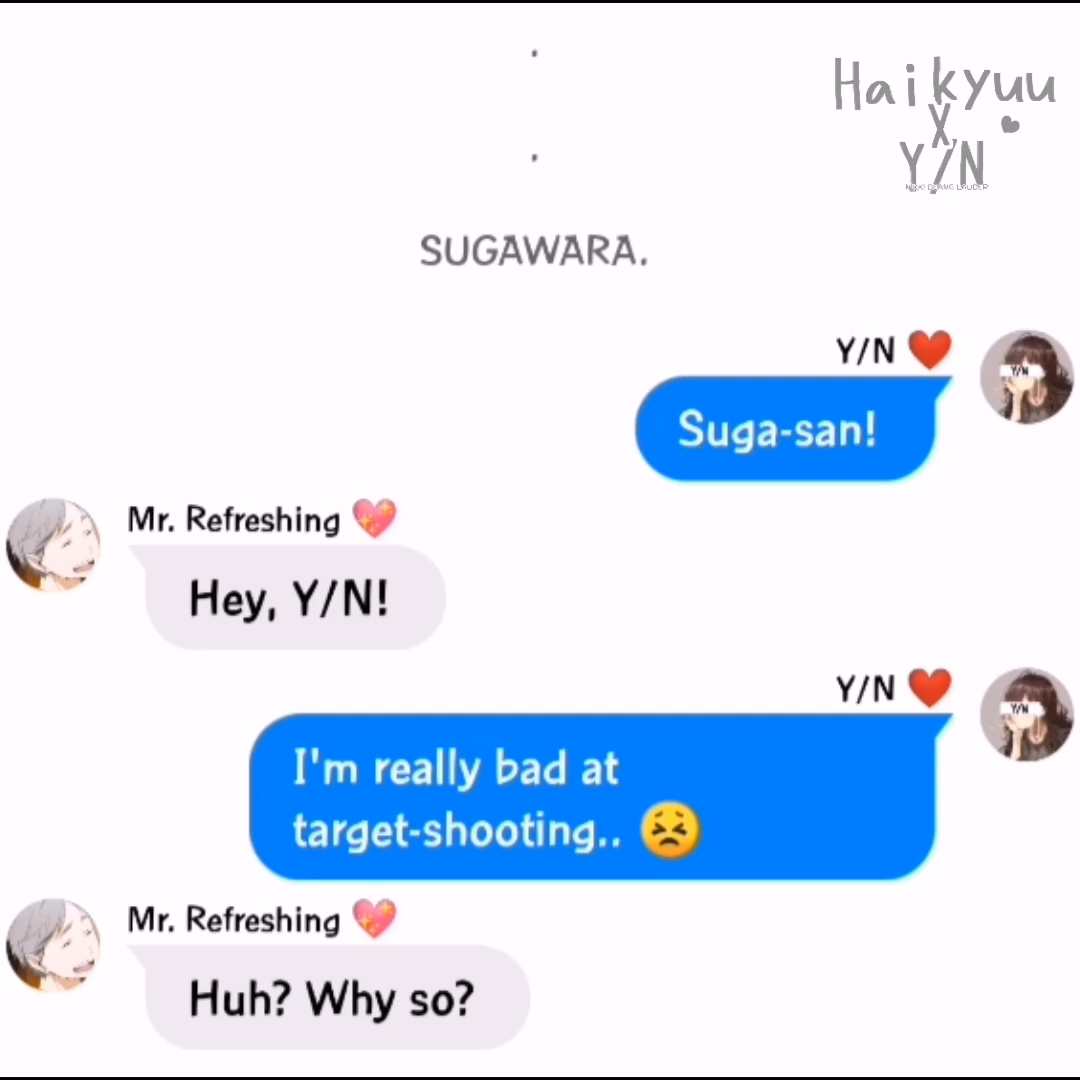 Haikyuu
X
Y/N
SUGAWARA.
Y/N ❤️
Y/N
Suga-san!
Mr. Refreshing 💖
Hey, Y/N!
Y/N ❤️
Y/N
I'm really bad at
target-shooting.. 😣
Mr. Refreshing 💖
Huh? Why so?